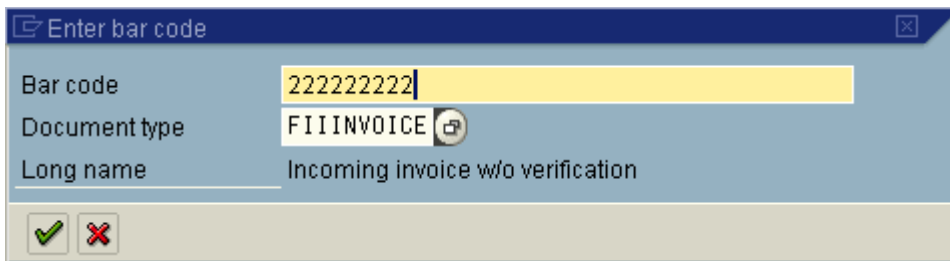 Enter bar code
Bar code 222222222
Document type FIIINVOICE
Long name Incoming invoice w/o verification